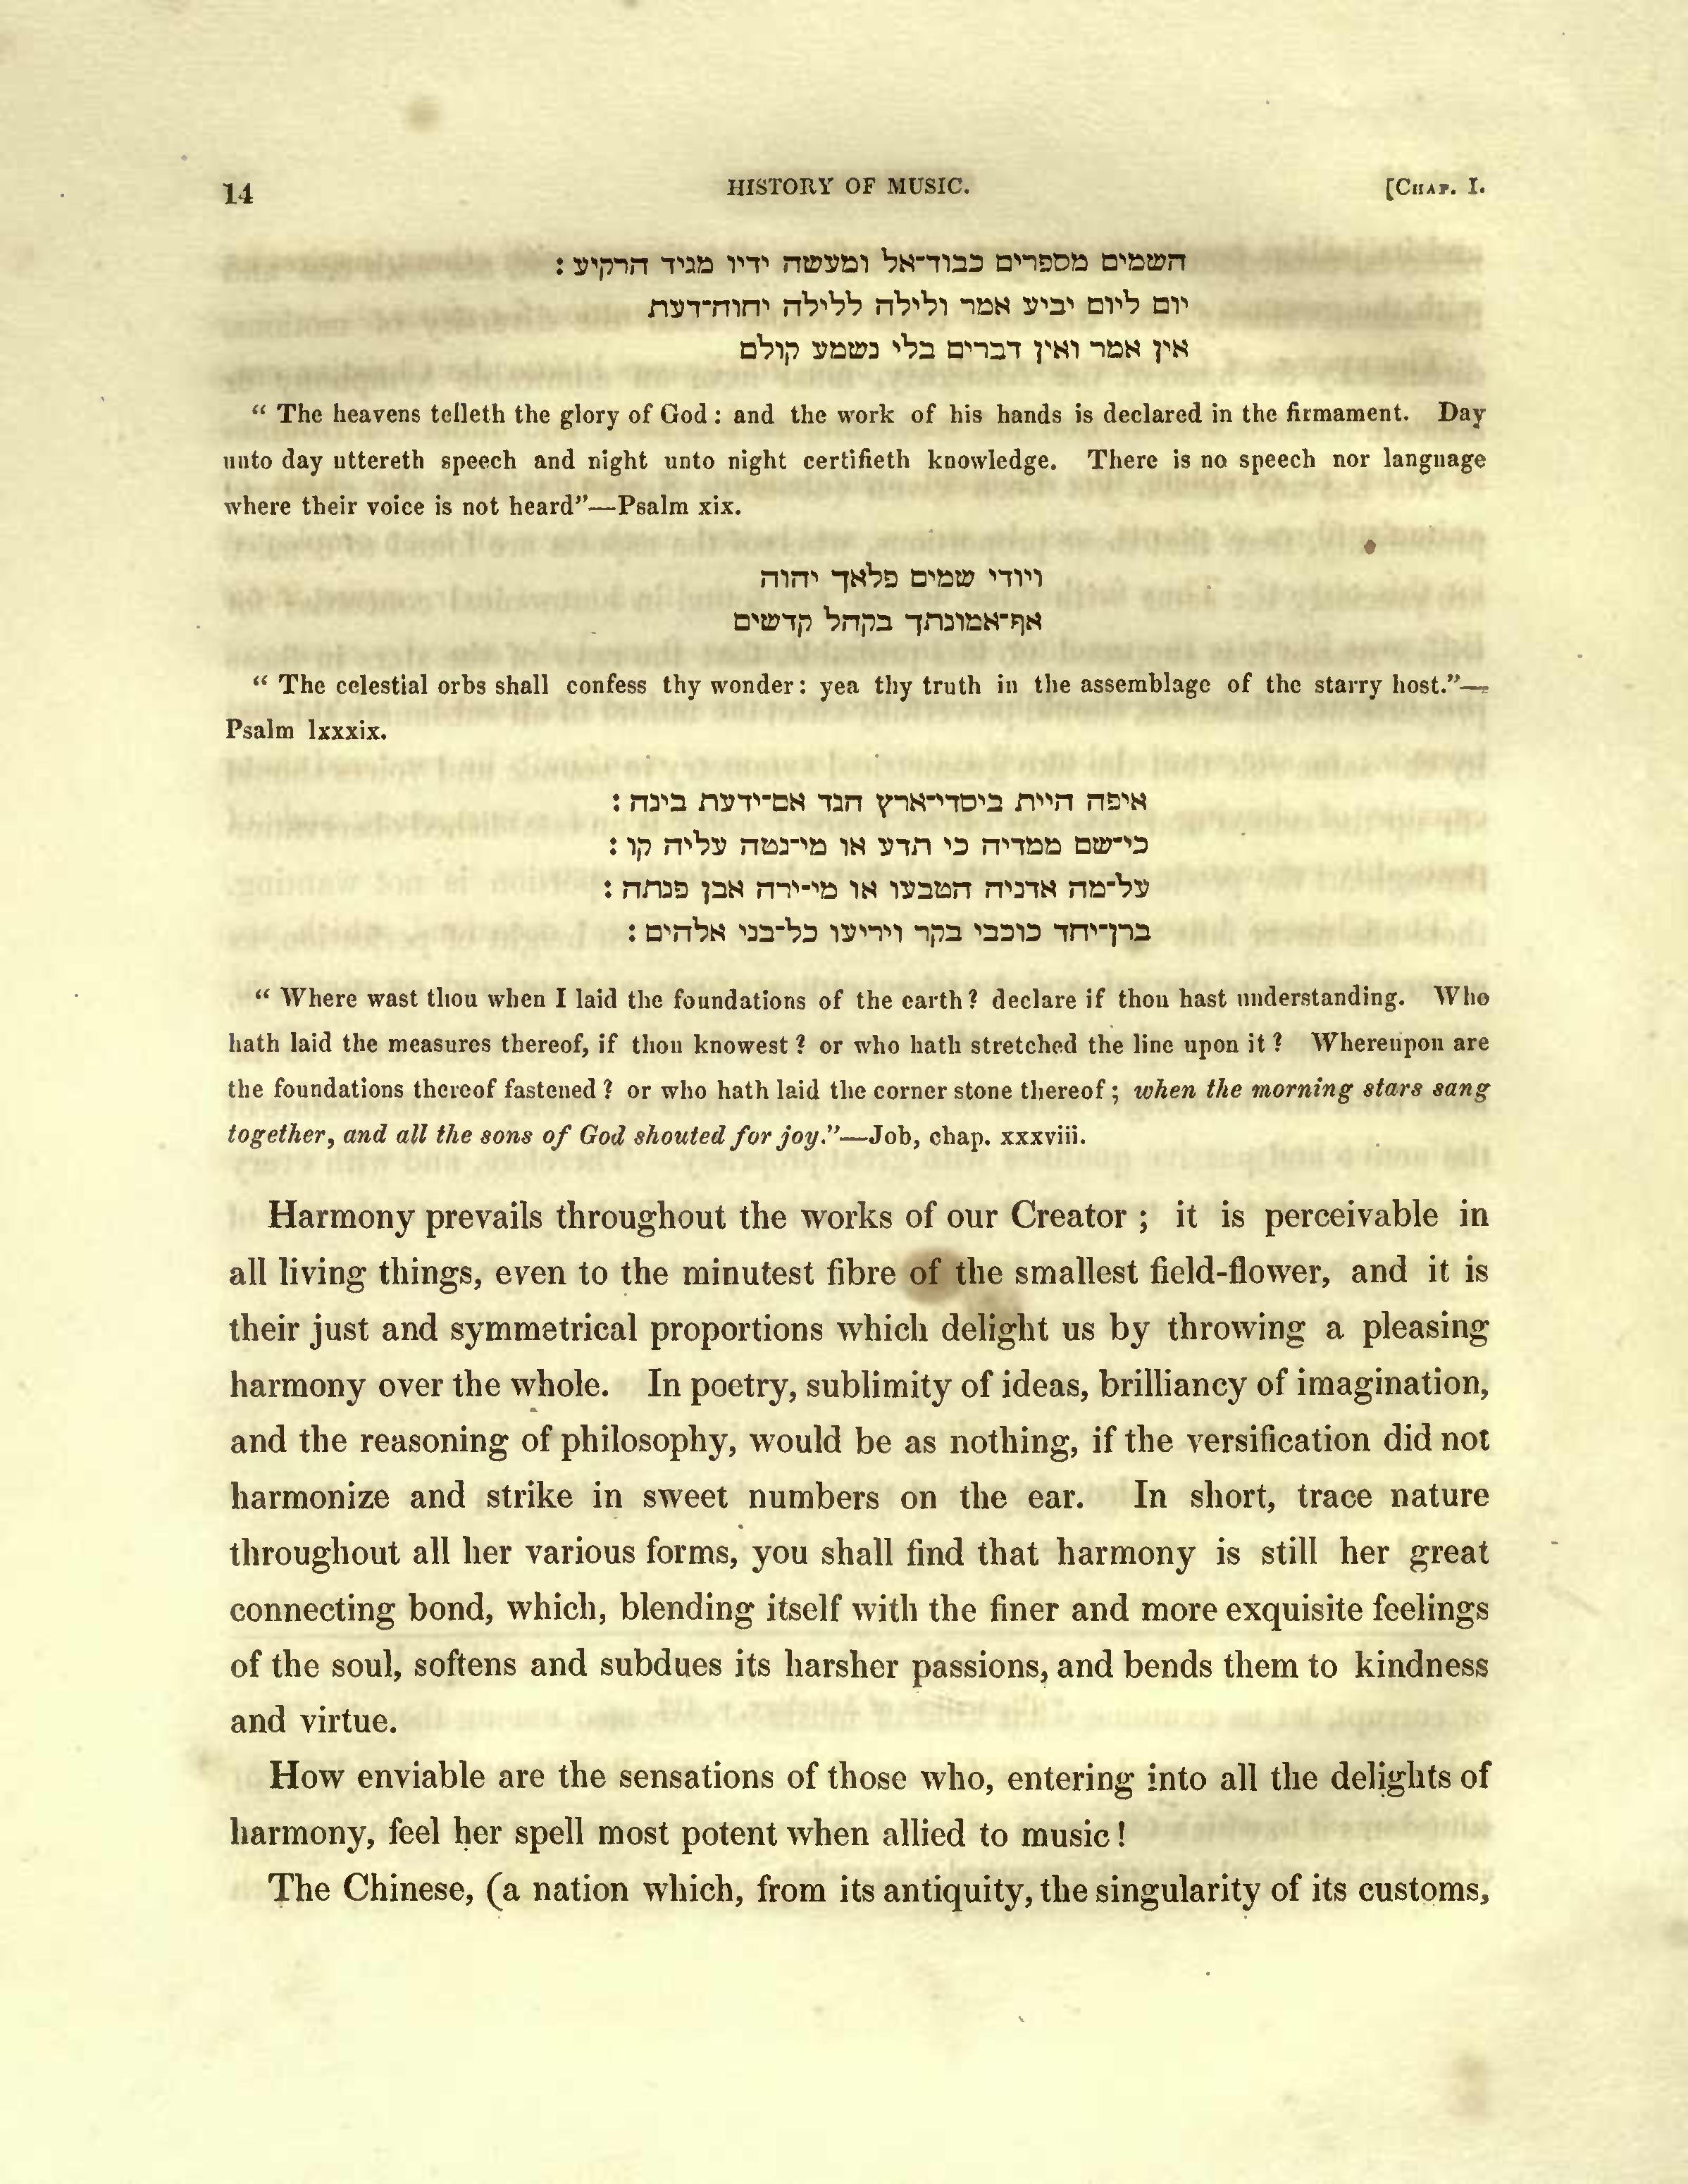 14 HISTORY OF MUSIC. [CHAP. I.
השמים מספרים כבוד־אל ומעשה ידיו מגיד הרקיע :
יום ליום יביע אמר ולילה ללילה יחוה־דעת
אין אמר ואין דברים בלי נשמע קולם
“ The heavens telleth the glory of God : and the work of his hands is declared in the firmament. Day
unto day uttereth speech and night unto night certifieth knowledge. There is no speech nor language
where their voice is not heard”—Psalm xix.
ויודי שמים פלאך יהוה
אף־אמונתך בקהל קדשים
“ The celestial orbs shall confess thy wonder : yea thy truth in the assemblage of the starry host.”—
Psalm lxxxix.
איפה היית ביסדי־ארץ הגד אם־ידעת בינה :
כי־שם ממדיה כי תדע או מי־נטה עליה קו :
על־מה אדניה הטבעו או מי־ירה אבן פנתה :
ברן־יחד כוכבי בקר ויריעו כל־בני אלהים :
“ Where wast thou when I laid the foundations of the earth ? declare if thou hast understanding. Who
hath laid the measures thereof, if thou knowest ? or who hath stretched the line upon it ? Whereupon are
the foundations thereof fastened ? or who hath laid the corner stone thereof ; when the morning stars sang
together, and all the sons of God shouted for joy.”—Job, chap. xxxviii.
Harmony prevails throughout the works of our Creator ; it is perceivable in
all living things, even to the minutest fibre of the smallest field-flower, and it is
their just and symmetrical proportions which delight us by throwing a pleasing
harmony over the whole. In poetry, sublimity of ideas, brilliancy of imagination,
and the reasoning of philosophy, would be as nothing, if the versification did not
harmonize and strike in sweet numbers on the ear. In short, trace nature
throughout all her various forms, you shall find that harmony is still her great
connecting bond, which, blending itself with the finer and more exquisite feelings
of the soul, softens and subdues its harsher passions, and bends them to kindness
and virtue.
How enviable are the sensations of those who, entering into all the delights of
harmony, feel her spell most potent when allied to music !
The Chinese, (a nation which, from its antiquity, the singularity of its customs,